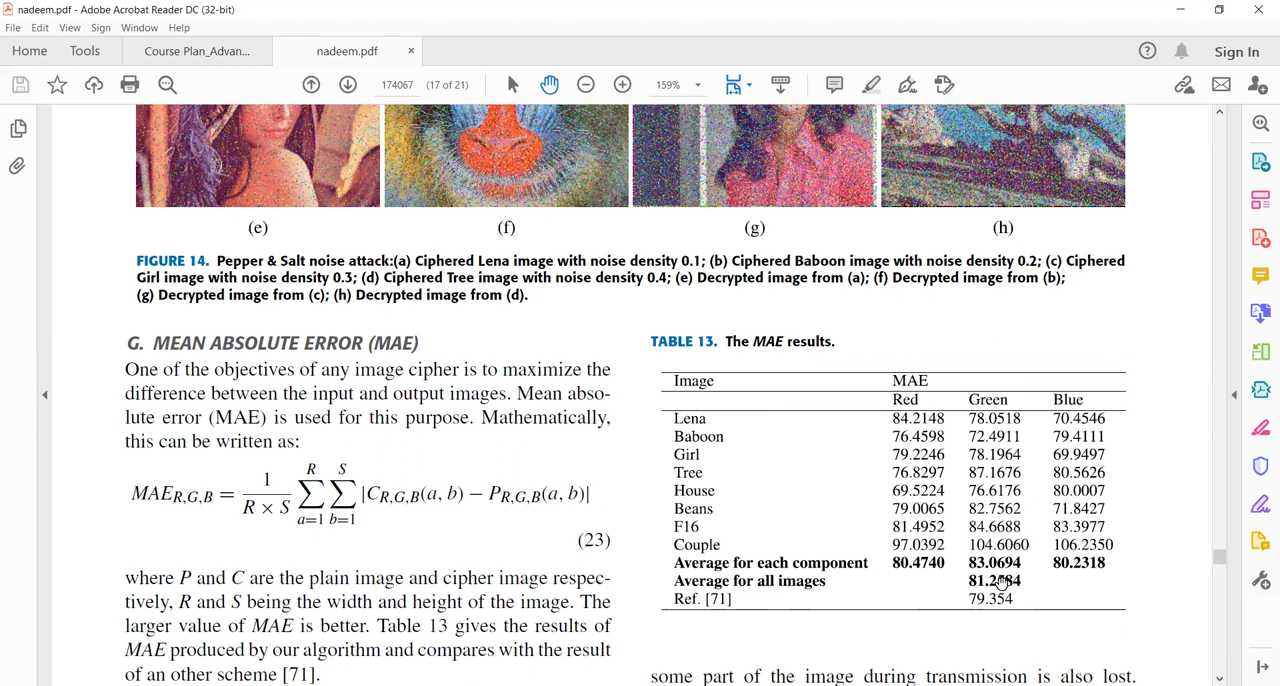 nadeem.pdf - Adobe Acrobat Reader DC (32-bit)
File Edit View Sign Window Help
Home Tools Course Plan_Advan... nadeem.pdf × Sign In
174067 (17 of 21) 159%
(e) (f) (g) (h)
FIGURE 14. Pepper & Salt noise attack:(a) Ciphered Lena image with noise density 0.1; (b) Ciphered Baboon image with noise density 0.2; (c) Ciphered
Girl image with noise density 0.3; (d) Ciphered Tree image with noise density 0.4; (e) Decrypted image from (a); (f) Decrypted image from (b);
(g) Decrypted image from (c); (h) Decrypted image from (d).
G. MEAN ABSOLUTE ERROR (MAE)
One of the objectives of any image cipher is to maximize the
difference between the input and output images. Mean abso-
lute error (MAE) is used for this purpose. Mathematically,
this can be written as:
MAE_{R,G,B} = \frac{1}{R × S} \sum_{a=1}^{R} \sum_{b=1}^{S} |C_{R,G,B}(a, b) − P_{R,G,B}(a, b)|
(23)
where P and C are the plain image and cipher image respec-
tively, R and S being the width and height of the image. The
larger value of MAE is better. Table 13 gives the results of
MAE produced by our algorithm and compares with the result
of an other scheme [71].
TABLE 13. The MAE results.
Image MAE
Red Green Blue
Lena 84.2148 78.0518 70.4546
Baboon 76.4598 72.4911 79.4111
Girl 79.2246 78.1964 69.9497
Tree 76.8297 87.1676 80.5626
House 69.5224 76.6176 80.0007
Beans 79.0065 82.7562 71.8427
F16 81.4952 84.6688 83.3977
Couple 97.0392 104.6060 106.2350
Average for each component 80.4740 83.0694 80.2318
Average for all images
Ref. [71] 79.354
some part of the image during transmission is also lost.